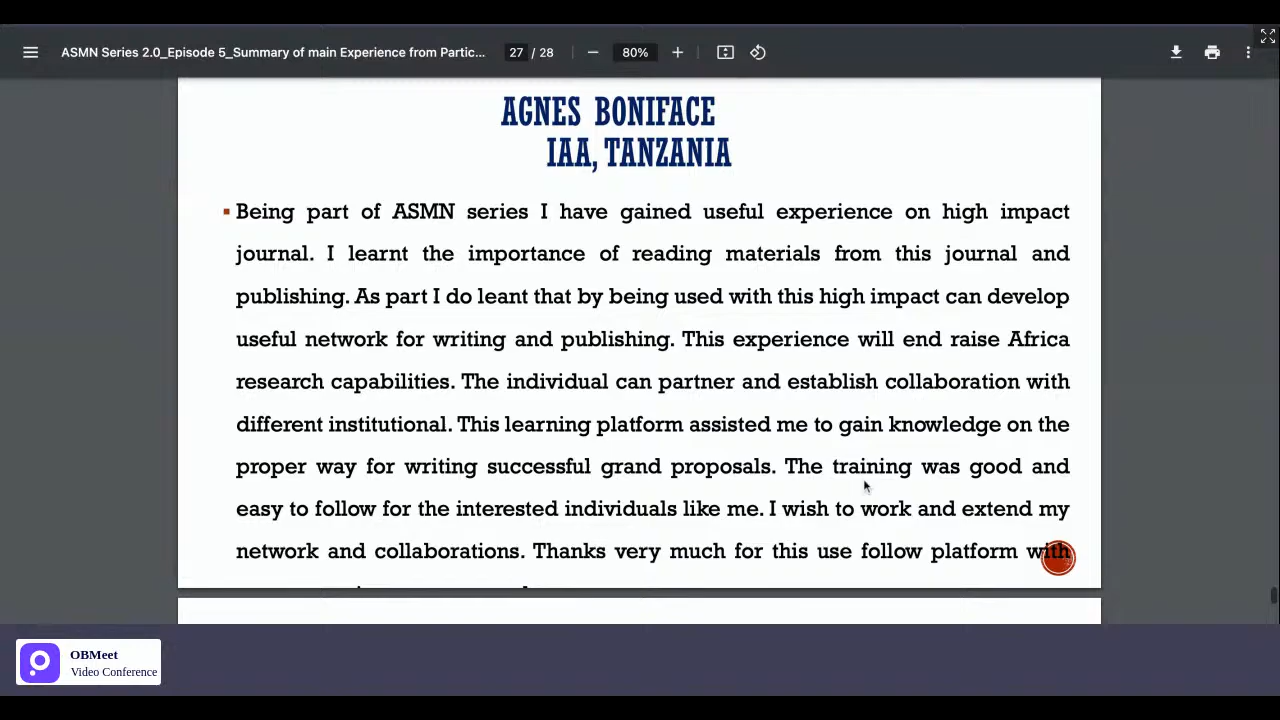 ASMN Series 2.0_Episode 5_Summary of main Experience from Partic... 27 / 28 80%
AGNES BONIFACE
IAA, TANZANIA
Being part of ASMN series I have gained useful experience on high impact
journal. I learnt the importance of reading materials from this journal and
publishing. As part I do leant that by being used with this high impact can develop
useful network for writing and publishing. This experience will end raise Africa
research capabilities. The individual can partner and establish collaboration with
different institutional. This learning platform assisted me to gain knowledge on the
proper way for writing successful grand proposals. The training was good and
easy to follow for the interested individuals like me. I wish to work and extend my
network and collaborations. Thanks very much for this use follow platform with
OBMeet
Video Conference